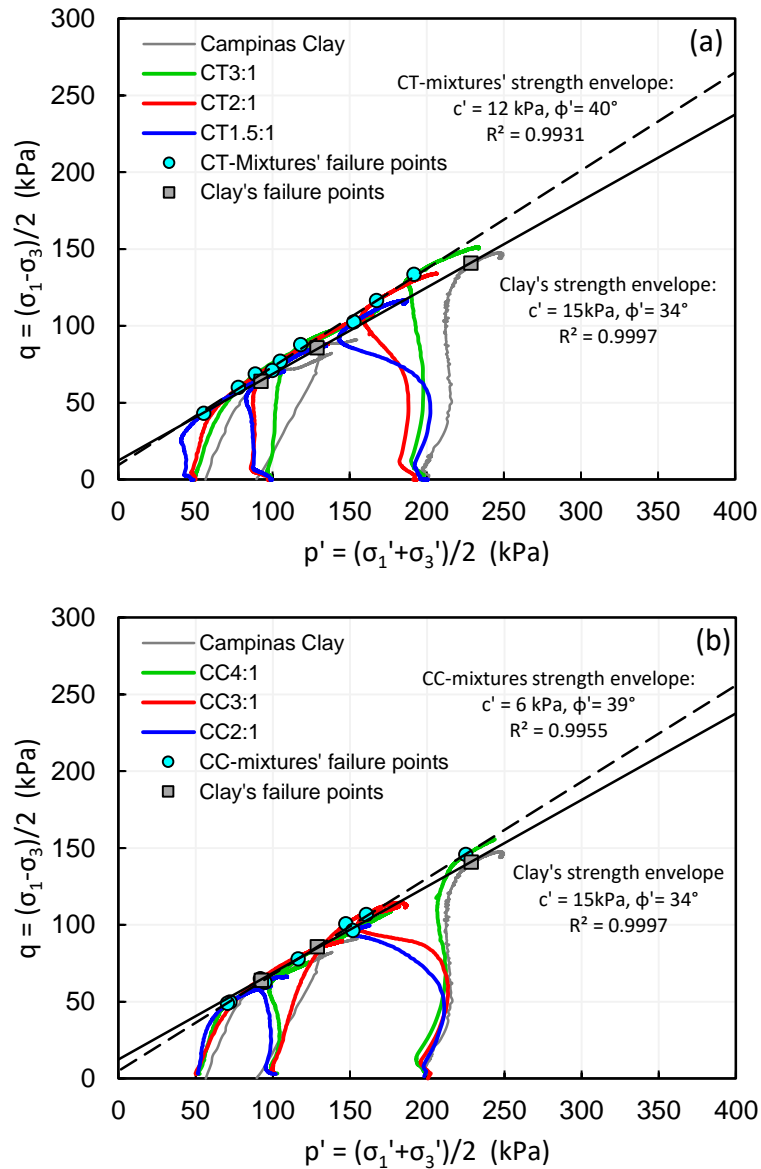 (a)
Campinas Clay
CT3:1
CT2:1
CT1.5:1
CT-Mixtures' failure points
Clay's failure points
CT-mixtures' strength envelope:
c' = 12 kPa, ϕ'= 40°
R² = 0.9931
Clay's strength envelope:
c' = 15kPa, ϕ'= 34°
R² = 0.9997
q = (σ₁-σ₃)/2 (kPa)
300
250
200
150
100
50
0
0 50 100 150 200 250 300 350 400
p' = (σ₁'+σ₃')/2 (kPa)
(b)
Campinas Clay
CC4:1
CC3:1
CC2:1
CC-mixtures' failure points
Clay's failure points
CC-mixtures strength envelope:
c' = 6 kPa, ϕ'= 39°
R² = 0.9955
Clay's strength envelope
c' = 15kPa, ϕ'= 34°
R² = 0.9997
q = (σ₁-σ₃)/2 (kPa)
300
250
200
150
100
50
0
0 50 100 150 200 250 300 350 400
p' = (σ₁'+σ₃')/2 (kPa)